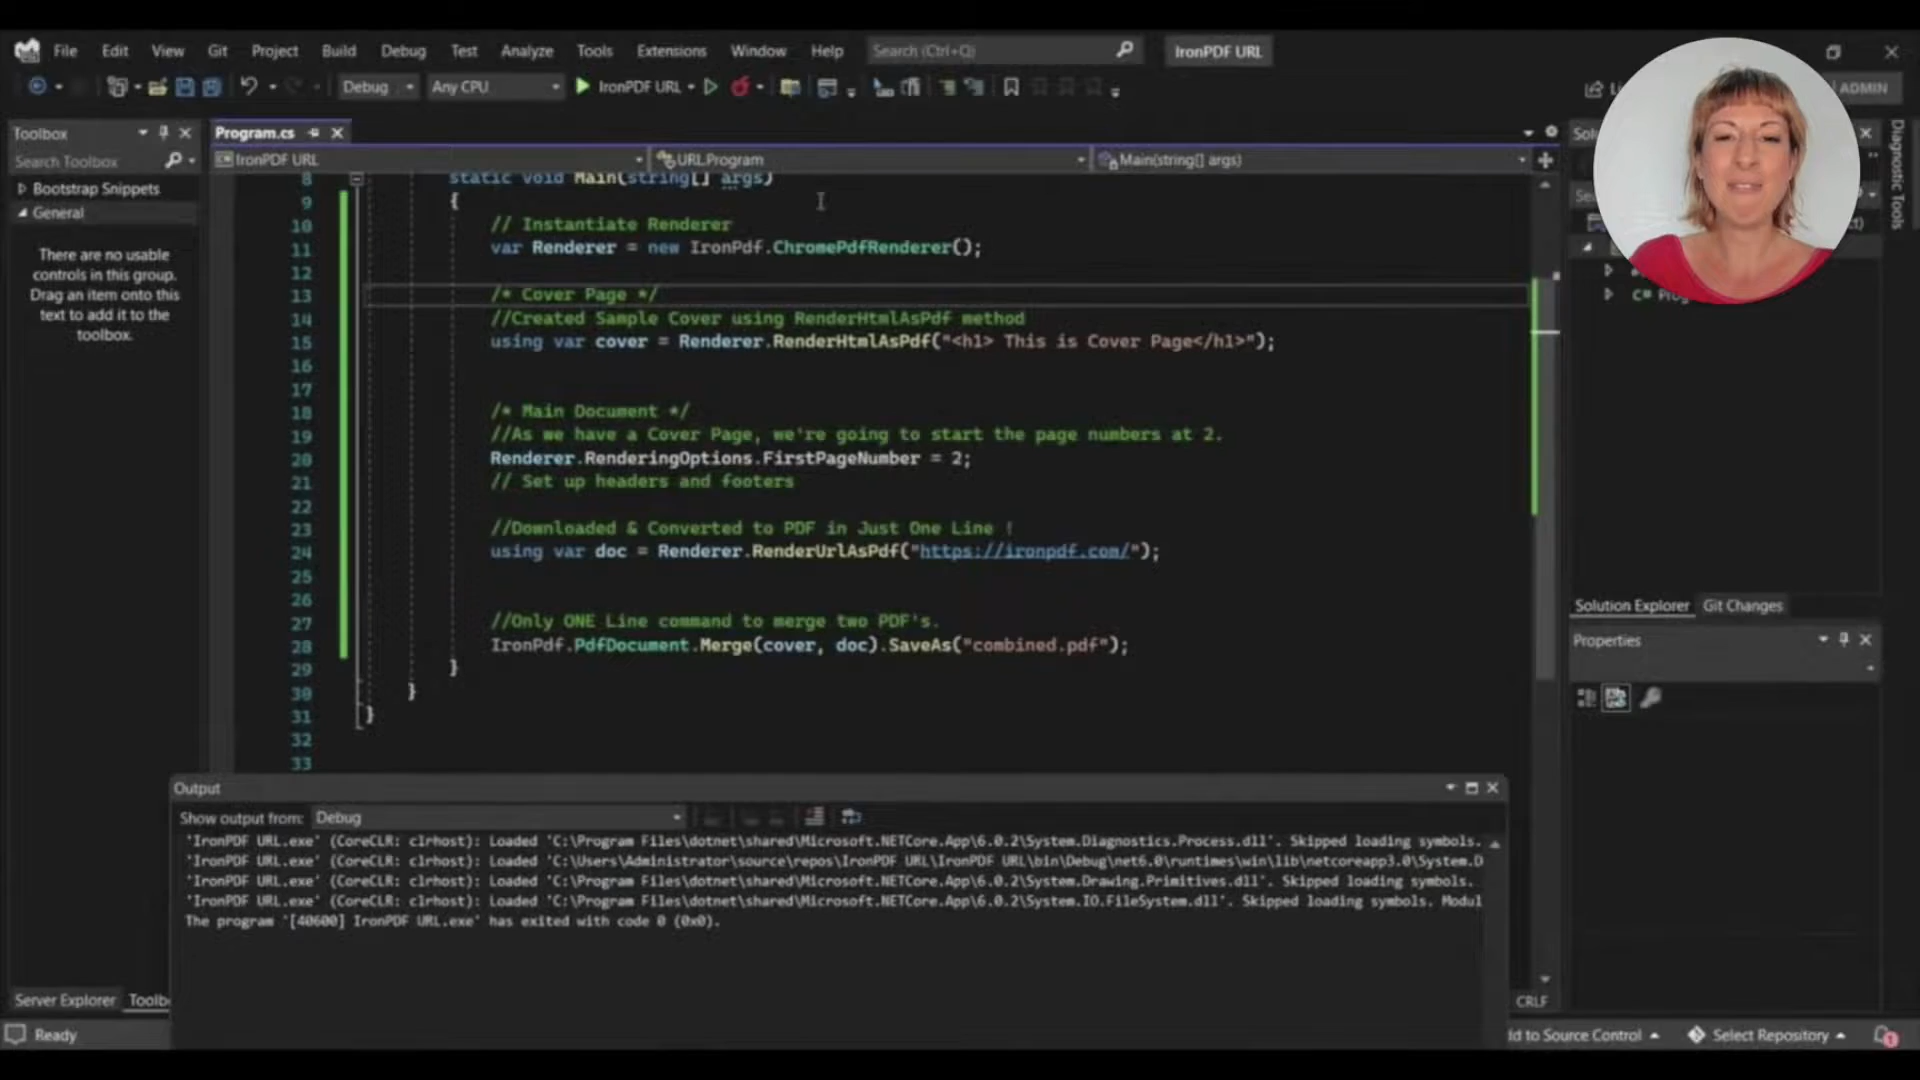 File Edit View Git Project Build Debug Test Analyze Tools Extensions Window Help Search (Ctrl+Q) IronPDF URL
Debug Any CPU IronPDF URL ADMIN
Toolbox
Search Toolbox
Bootstrap Snippets
General
There are no usable
controls in this group.
Drag an item onto this
text to add it to the
toolbox.
Program.cs
IronPDF URL URL.Program Main(string[] args)
8 static void Main(string[] args)
9 {
10 // Instantiate Renderer
11 var Renderer = new IronPdf.ChromePdfRenderer();
12
13 /* Cover Page */
14 //Created Sample Cover using RenderHtmlAsPdf method
15 using var cover = Renderer.RenderHtmlAsPdf("<h1> This is Cover Page</h1>");
16
17
18 /* Main Document */
19 //As we have a Cover Page, we're going to start the page numbers at 2.
20 Renderer.RenderingOptions.FirstPageNumber = 2;
21 // Set up headers and footers
22
23 //Downloaded & Converted to PDF in Just One Line !
24 using var doc = Renderer.RenderUrlAsPdf("https://ironpdf.com/");
25
26
27 //Only ONE Line command to merge two PDF's.
28 IronPdf.PdfDocument.Merge(cover, doc).SaveAs("combined.pdf");
29 }
30 }
31 }
32
33
Diagnostic Tools
C#
Solution Explorer Git Changes
Properties
Output
Show output from: Debug
'IronPDF URL.exe' (CoreCLR: clrhost): Loaded 'C:\Program Files\dotnet\shared\Microsoft.NETCore.App\6.0.2\System.Diagnostics.Process.dll'. Skipped loading symbols.
'IronPDF URL.exe' (CoreCLR: clrhost): Loaded 'C:\Users\Administrator\source\repos\IronPDF URL\IronPDF URL\bin\Debug\net6.0\runtimes\win\lib\netcoreapp3.0\System.D
'IronPDF URL.exe' (CoreCLR: clrhost): Loaded 'C:\Program Files\dotnet\shared\Microsoft.NETCore.App\6.0.2\System.Drawing.Primitives.dll'. Skipped loading symbols.
'IronPDF URL.exe' (CoreCLR: clrhost): Loaded 'C:\Program Files\dotnet\shared\Microsoft.NETCore.App\6.0.2\System.IO.FileSystem.dll'. Skipped loading symbols. Modul
The program '[40600] IronPDF URL.exe' has exited with code 0 (0x0).
Server Explorer Toolb
CRLF
Ready
dd to Source Control Select Repository 1